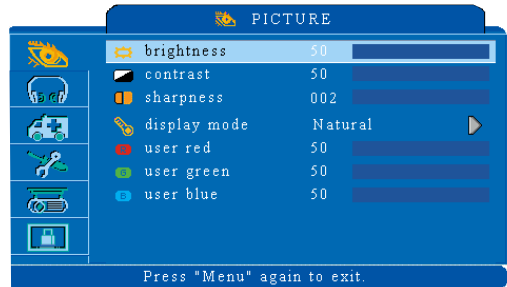 PICTURE
brightness 50
contrast 50
sharpness 002
display mode Natural
user red 50
user green 50
user blue 50
Press "Menu" again to exit.